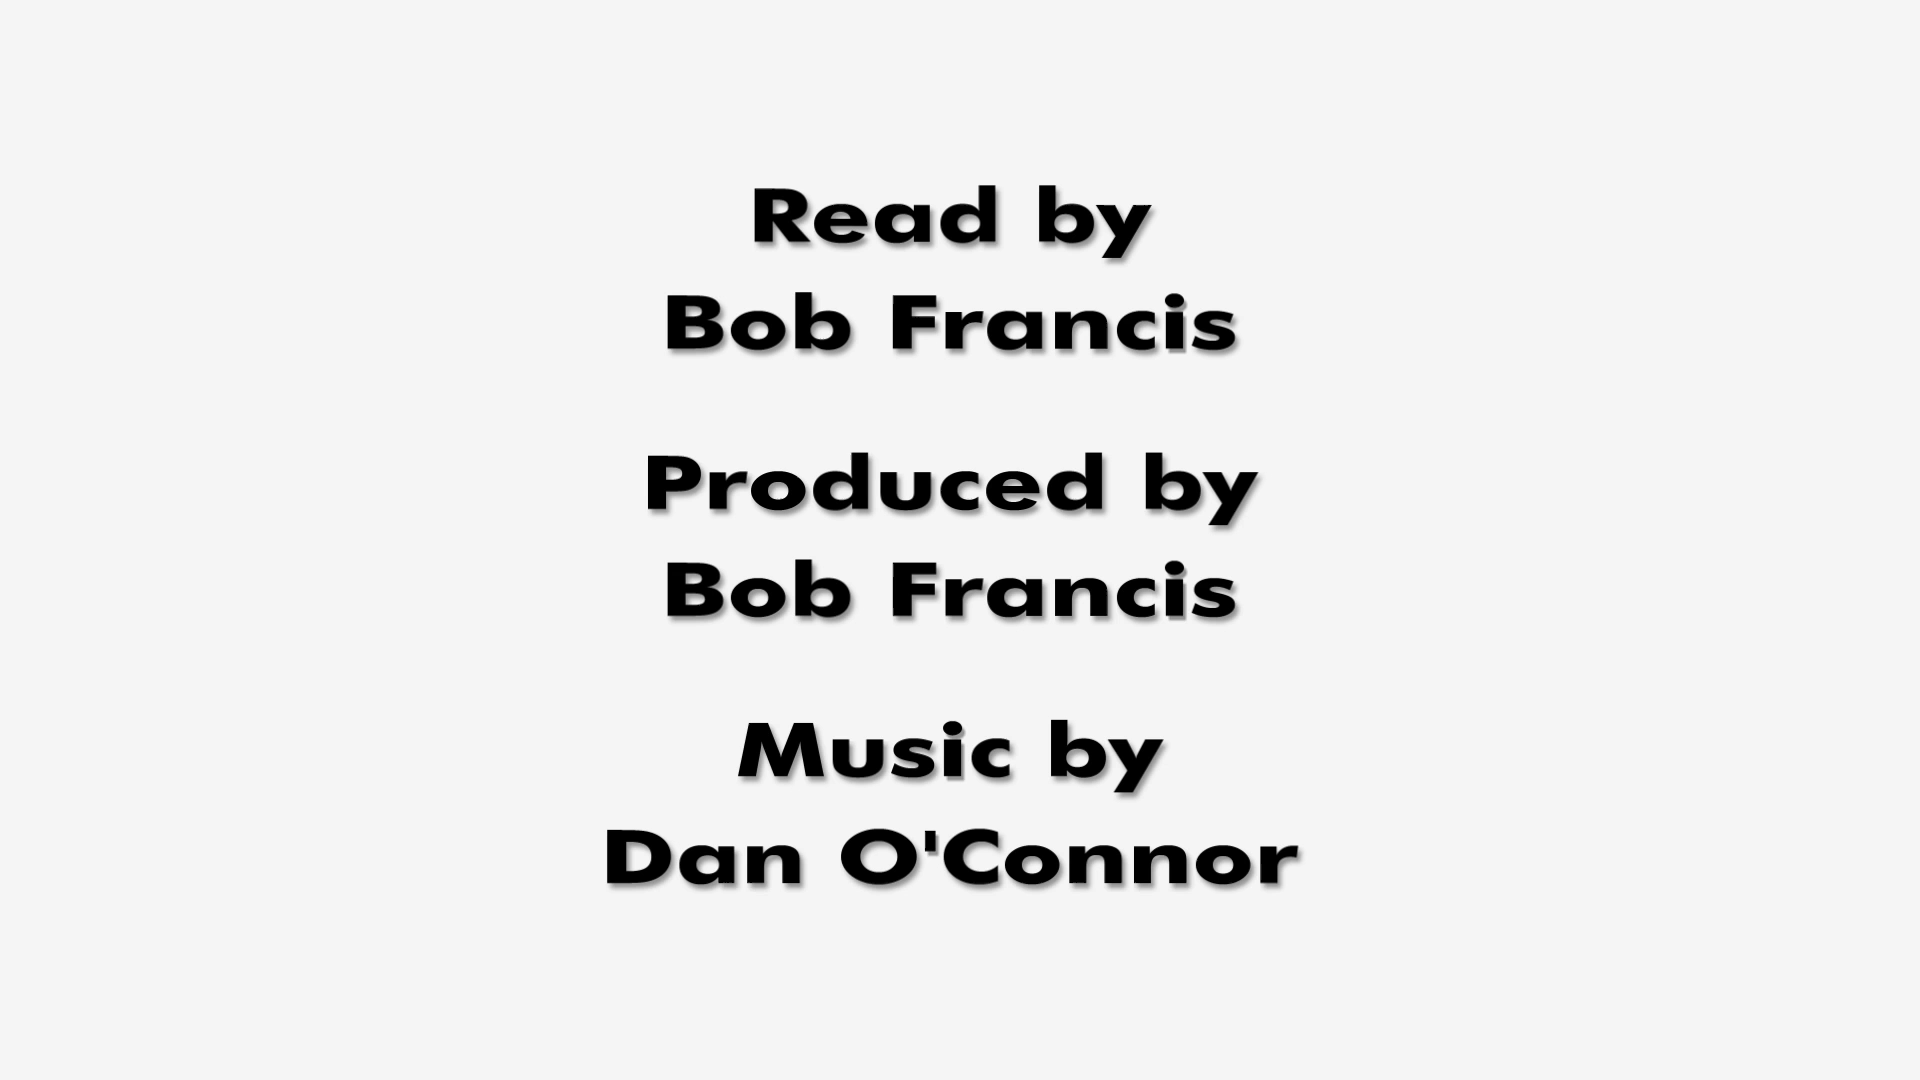 Read by
Bob Francis
Produced by
Bob Francis
Music by
Dan O'Connor